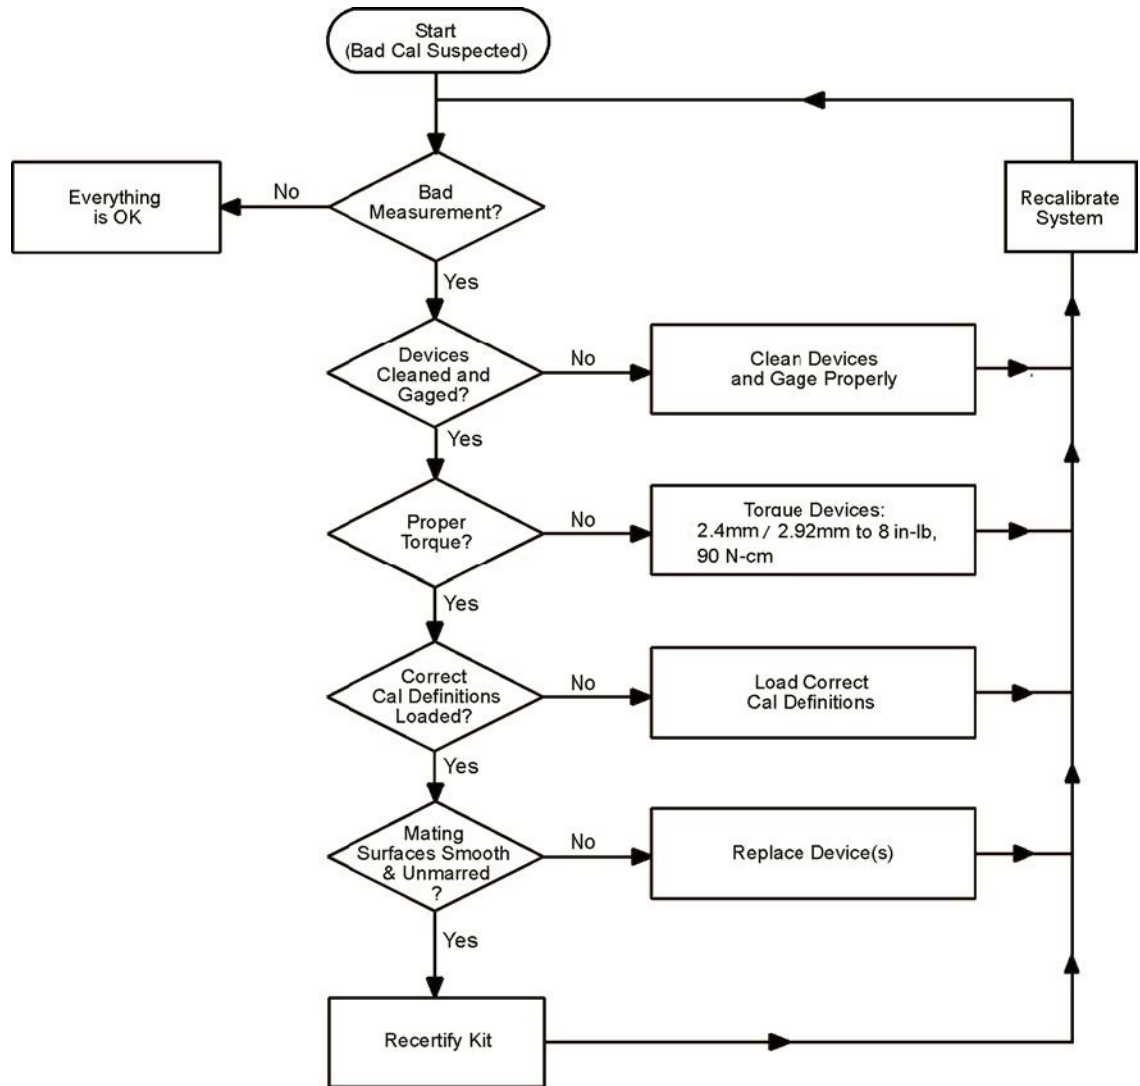 Start
(Bad Cal Suspected)
Everything
is OK
No
Bad
Measurement?
Recalibrate
System
Yes
Devices
Cleaned and
Gaged?
No
Clean Devices
and Gage Properly
Yes
Proper
Torque?
No
Torque Devices:
2.4mm / 2.92mm to 8 in-lb,
90 N-cm
Yes
Correct
Cal Definitions
Loaded?
No
Load Correct
Cal Definitions
Yes
Mating
Surfaces Smooth
& Unmarred
?
No
Replace Device(s)
Yes
Recertify Kit